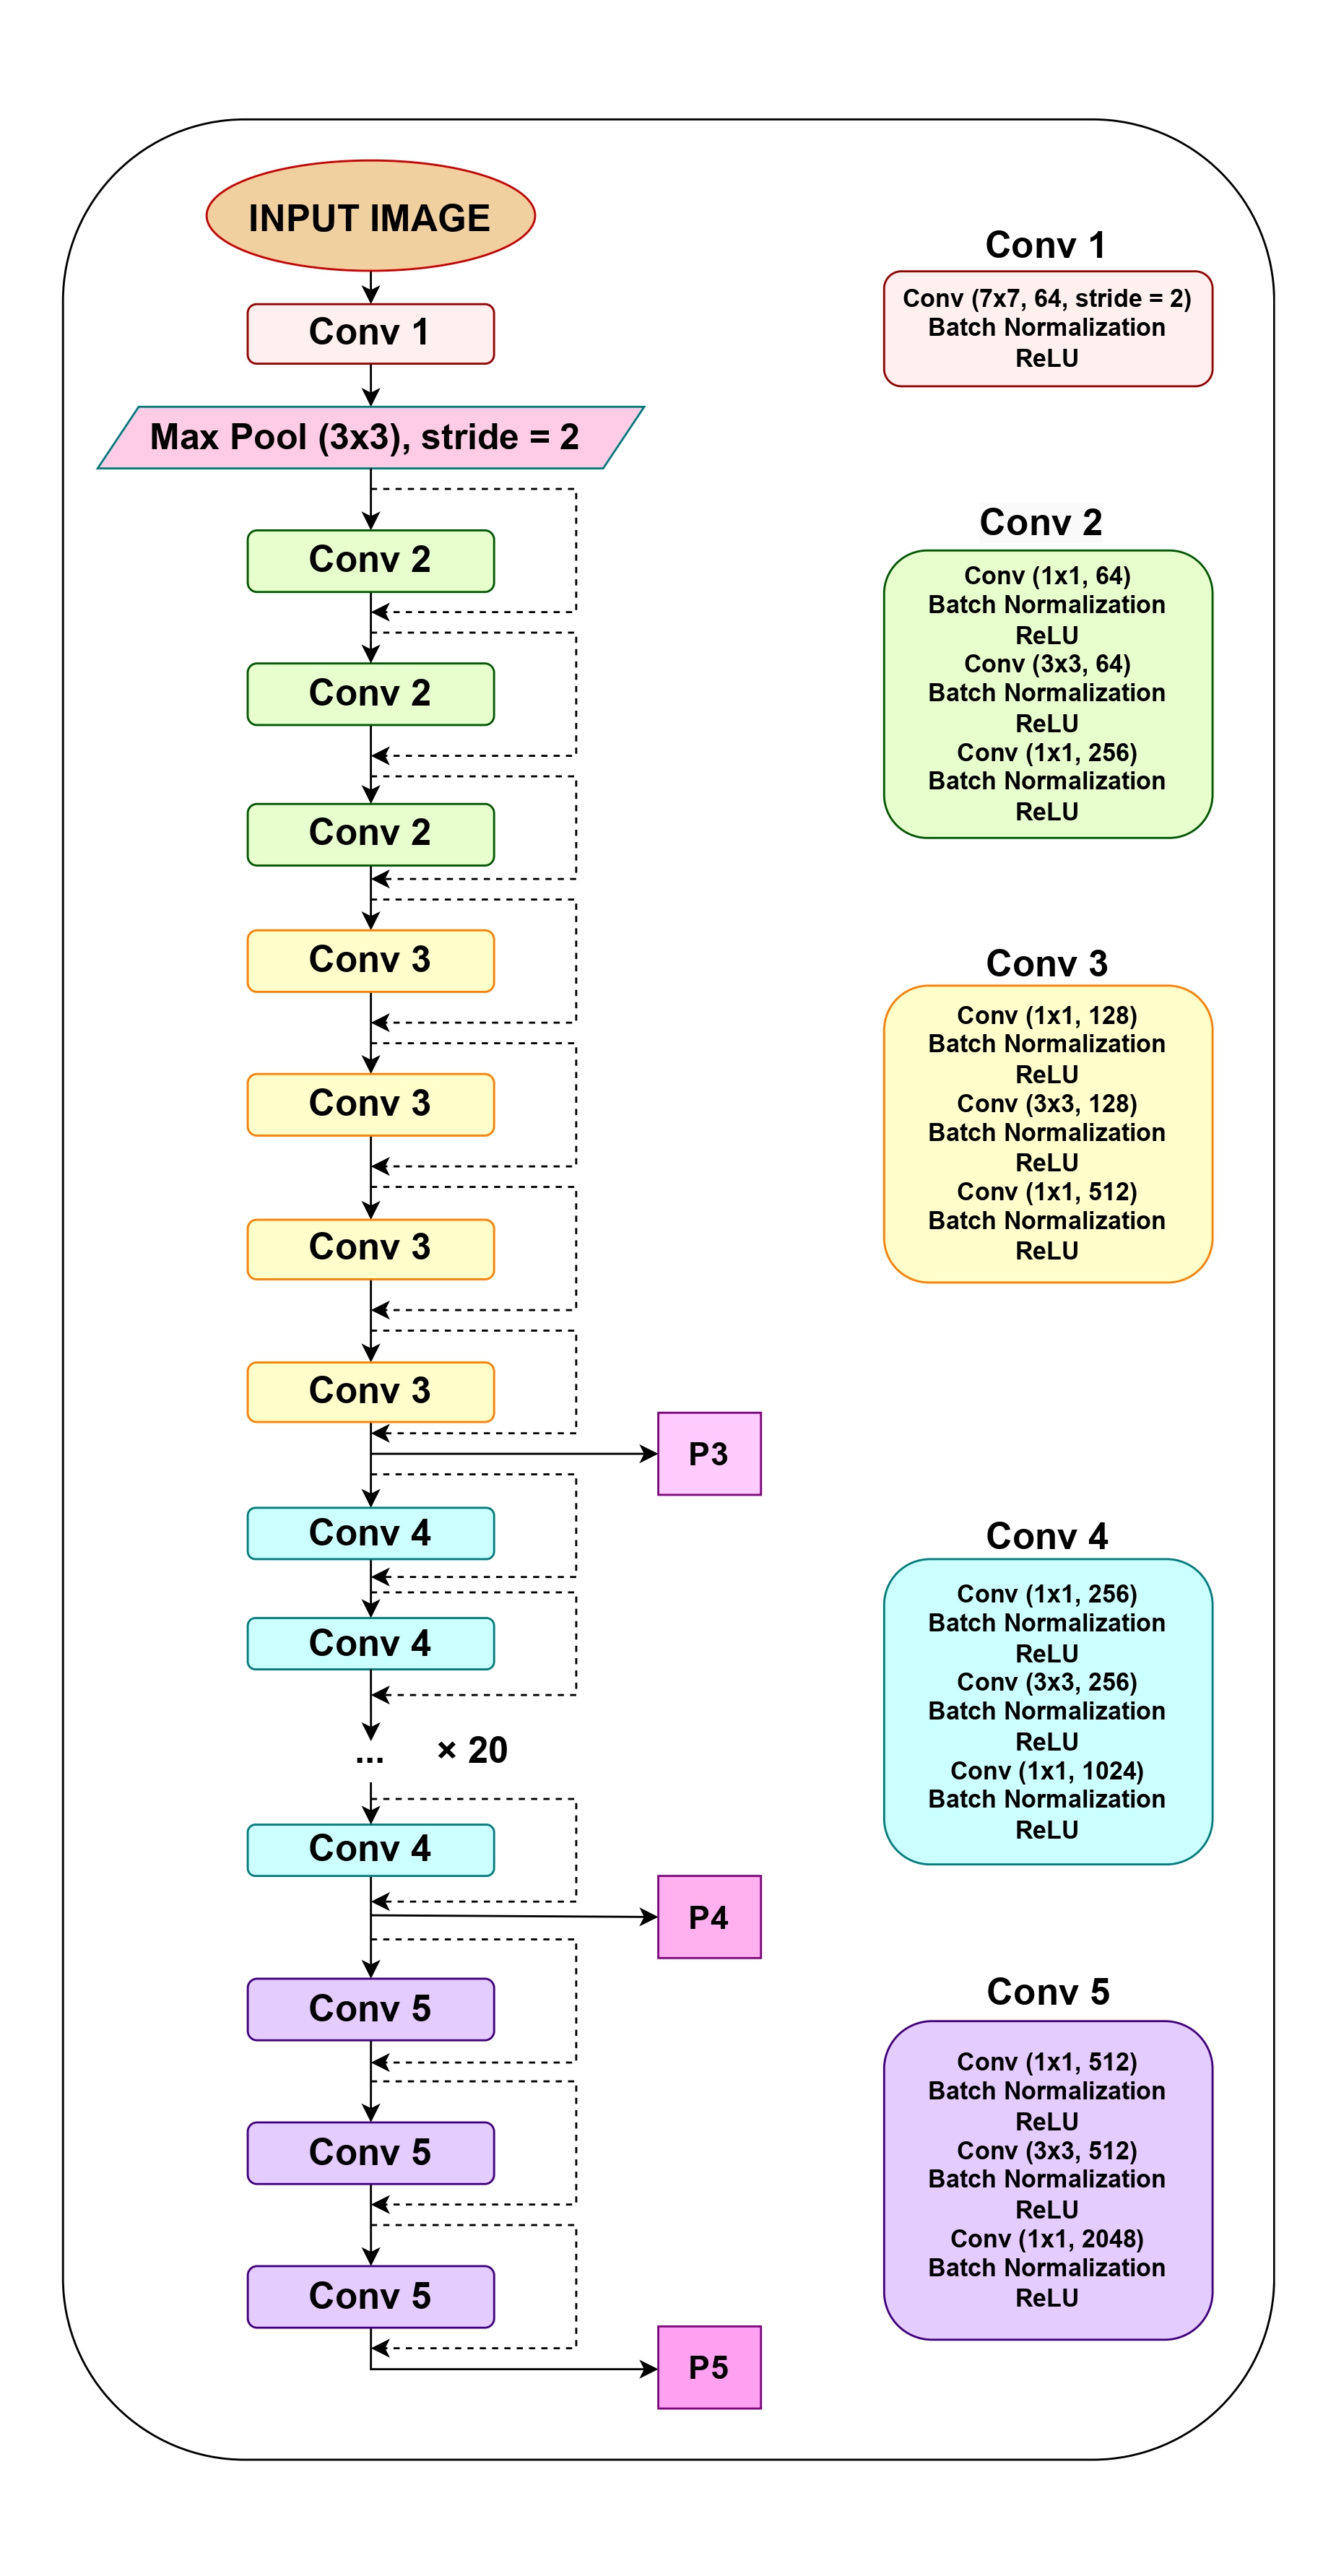 INPUT IMAGE
Conv 1
Max Pool (3x3), stride = 2
Conv 2
Conv 2
Conv 2
Conv 3
Conv 3
Conv 3
Conv 3
P3
Conv 4
Conv 4
... × 20
Conv 4
P4
Conv 5
Conv 5
Conv 5
P5
Conv 1
Conv (7x7, 64, stride = 2)
Batch Normalization
ReLU
Conv 2
Conv (1x1, 64)
Batch Normalization
ReLU
Conv (3x3, 64)
Batch Normalization
ReLU
Conv (1x1, 256)
Batch Normalization
ReLU
Conv 3
Conv (1x1, 128)
Batch Normalization
ReLU
Conv (3x3, 128)
Batch Normalization
ReLU
Conv (1x1, 512)
Batch Normalization
ReLU
Conv 4
Conv (1x1, 256)
Batch Normalization
ReLU
Conv (3x3, 256)
Batch Normalization
ReLU
Conv (1x1, 1024)
Batch Normalization
ReLU
Conv 5
Conv (1x1, 512)
Batch Normalization
ReLU
Conv (3x3, 512)
Batch Normalization
ReLU
Conv (1x1, 2048)
Batch Normalization
ReLU